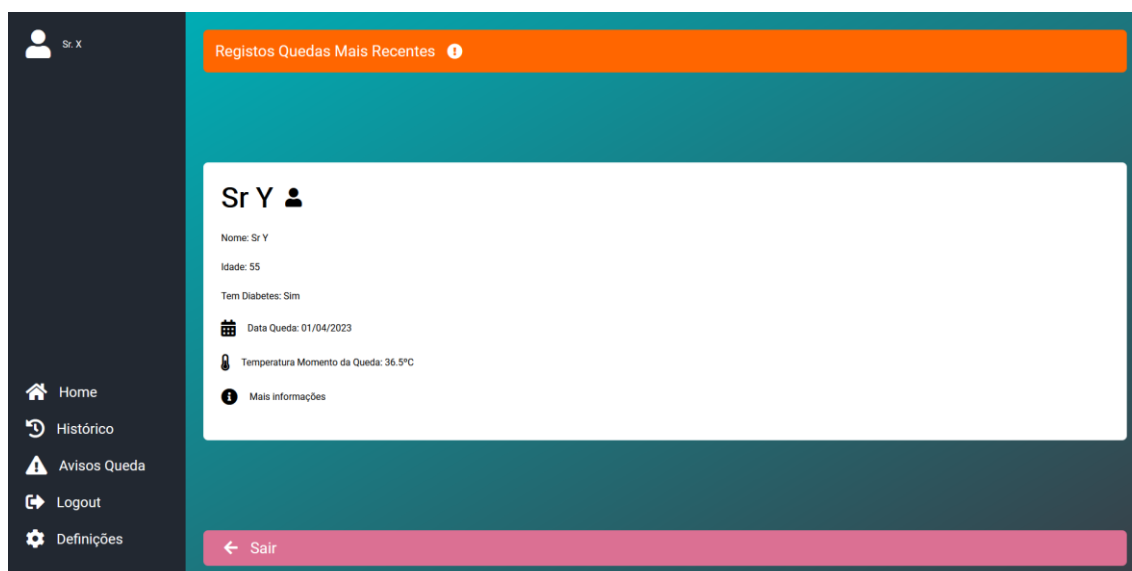 Sr. X
Home
Histórico
Avisos Queda
Logout
Definições
Registos Quedas Mais Recentes
Sr Y
Nome: Sr Y
Idade: 55
Tem Diabetes: Sim
Data Queda: 01/04/2023
Temperatura Momento da Queda: 36.5ºC
Mais informações
Sair